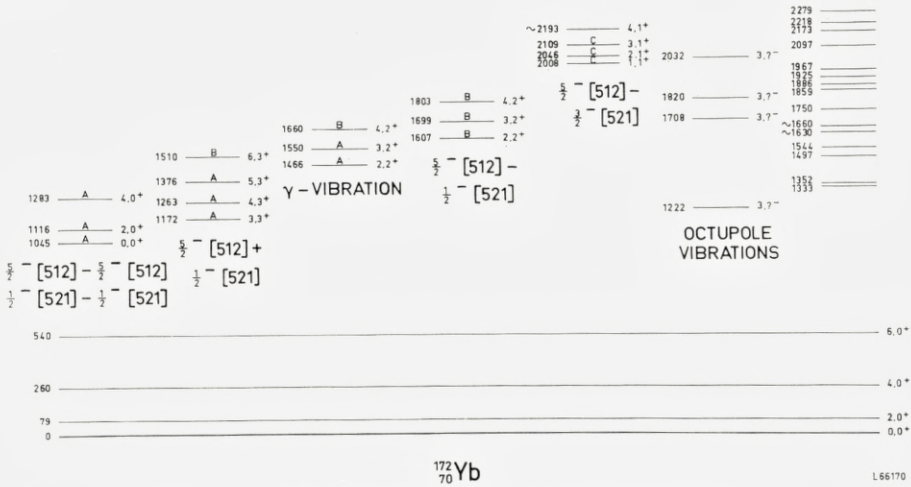 1283 A 4,0⁺
1116 A 2,0⁺
1045 A 0,0⁺
5/2⁻ [512] – 5/2⁻ [512]
1/2⁻ [521] – 1/2⁻ [521]
1510 B 6,3⁺
1376 A 5,3⁺
1263 A 4,3⁺
1172 A 3,3⁺
5/2⁻ [512] +
1/2⁻ [521]
1660 B 4,2⁺
1550 A 3,2⁺
1466 A 2,2⁺
γ – VIBRATION
1803 B 4,2⁺
1699 B 3,2⁺
1607 B 2,2⁺
5/2⁻ [512] –
1/2⁻ [521]
~2193 4,1⁺
2109 C 3,1⁺
2046 C 2,1⁺
2008 C 1,1⁺
5/2⁻ [512] –
3/2⁻ [521]
2032 3,?⁻
1820 3,?⁻
1708 3,?⁻
1222 3,?⁻
OCTUPOLE
VIBRATIONS
2279
2218
2173
2097
1967
1925
1886
1859
1750
~1660
~1630
1544
1497
1352
1333
540 6,0⁺
260 4,0⁺
79 2,0⁺
0 0,0⁺
¹⁷²₇₀Yb
L66170